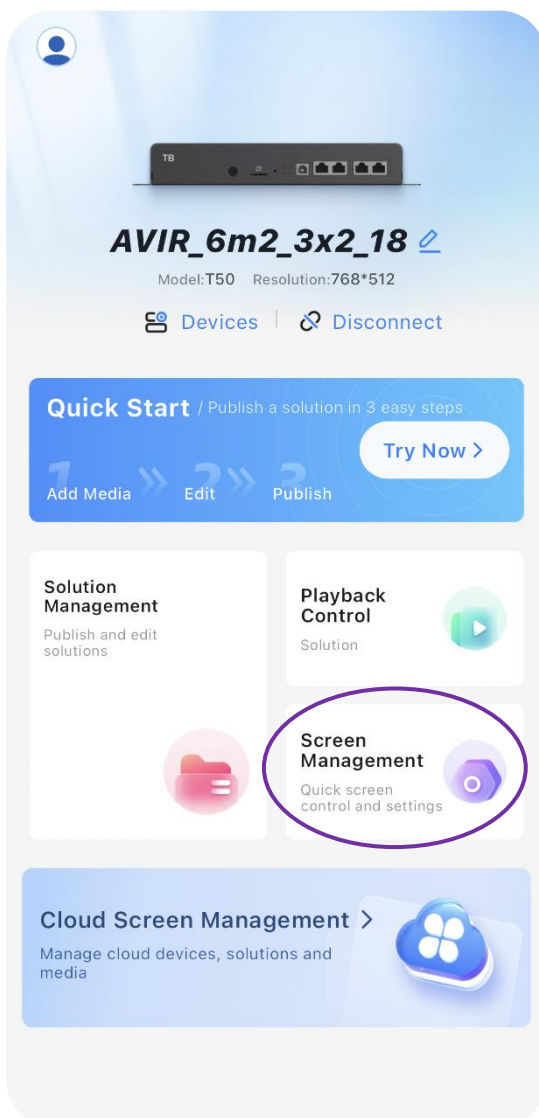 TB
AVIR_6m2_3x2_18
Model:T50 Resolution:768*512
Devices Disconnect
Quick Start / Publish a solution in 3 easy steps
Try Now >
1 » 2 » 3
Add Media Edit Publish
Solution
Management
Publish and edit
solutions
Playback
Control
Solution
Screen
Management
Quick screen
control and settings
Cloud Screen Management >
Manage cloud devices, solutions and
media